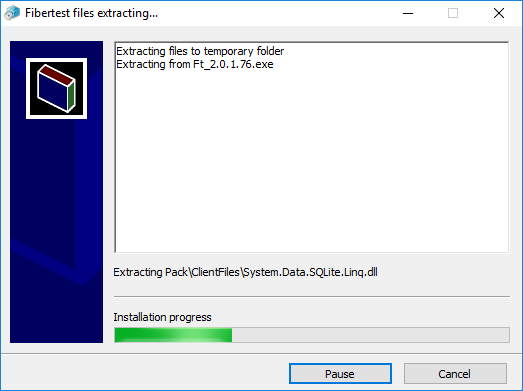 Fibertest files extracting...
Extracting files to temporary folder
Extracting from Ft_2.0.1.76.exe
Extracting Pack\ClientFiles\System.Data.SQLite.Linq.dll
Installation progress
Pause
Cancel